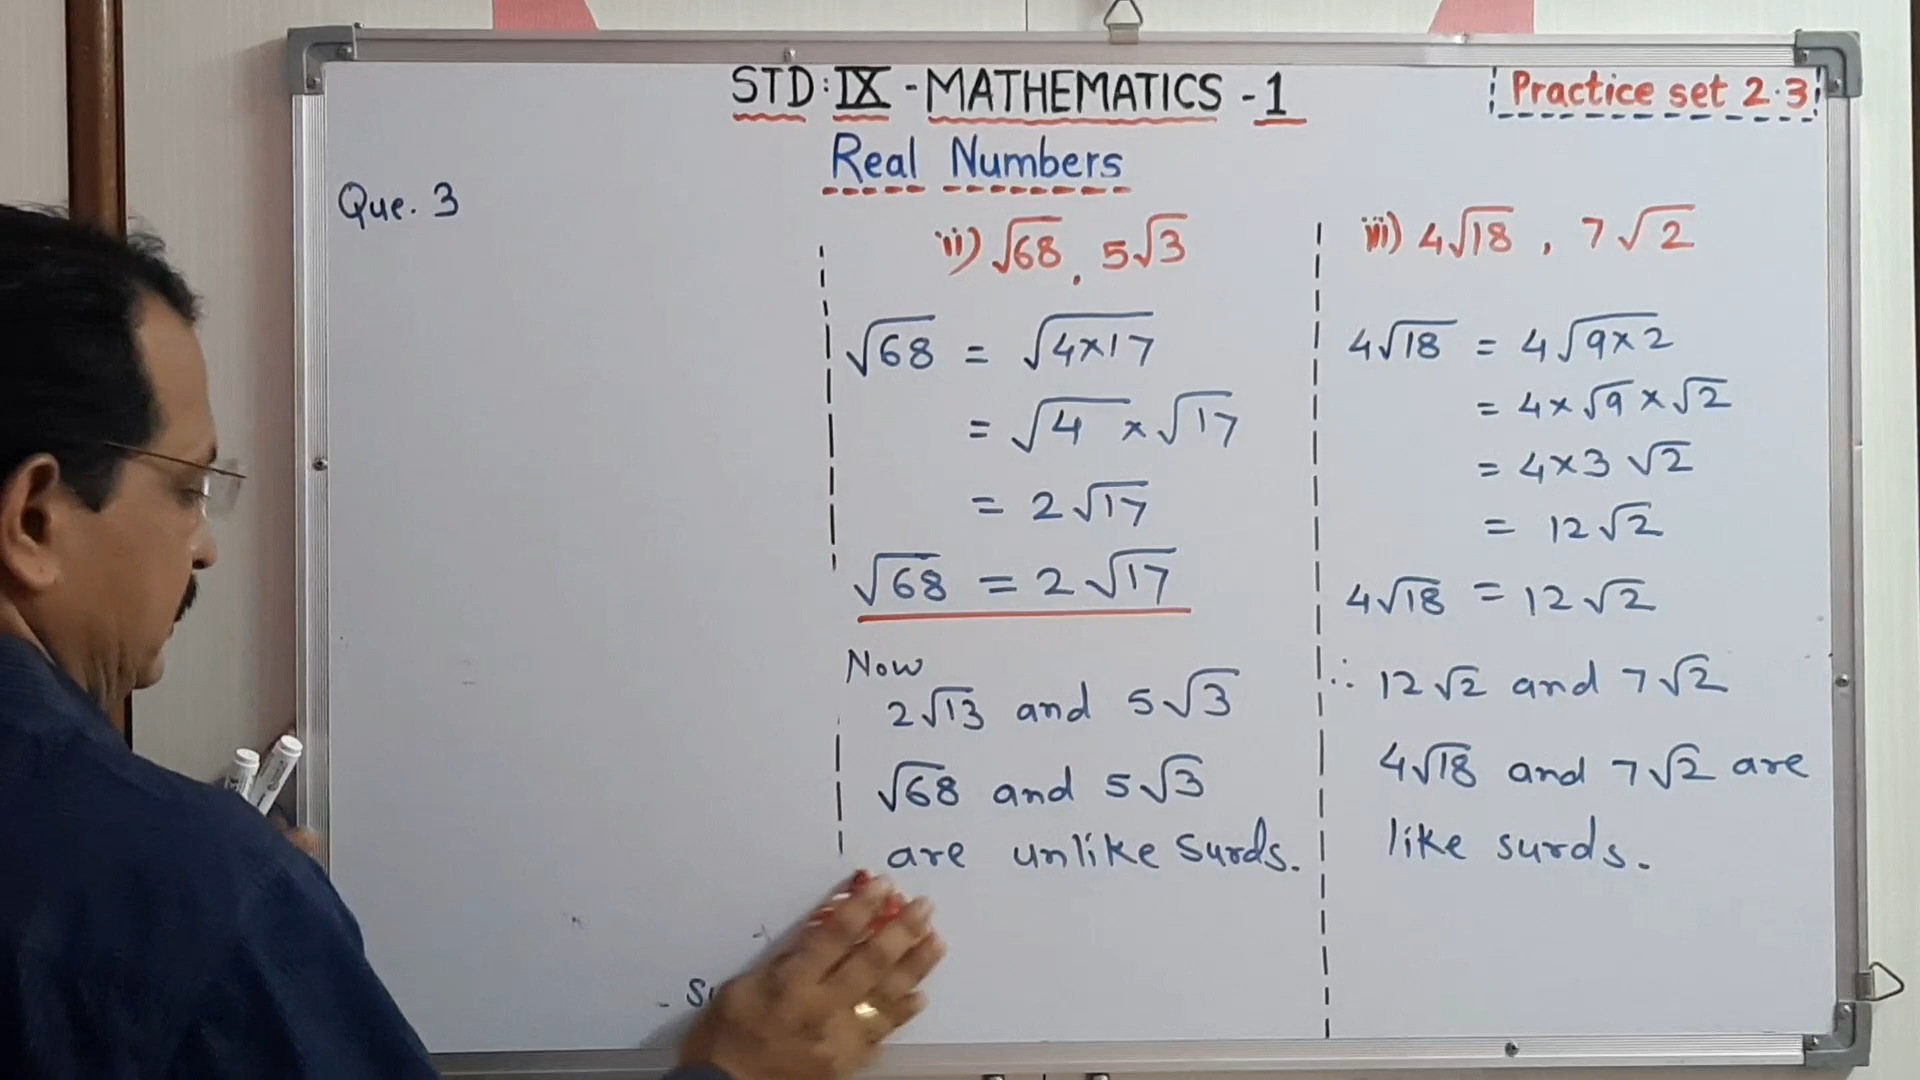 STD: IX - MATHEMATICS - 1
Practice set 2.3
Real Numbers
Que. 3
ii) √68, 5√3
√68 = √4×17
= √4 × √17
= 2√17
√68 = 2√17
Now
2√13 and 5√3
√68 and 5√3
are unlike surds.
iii) 4√18, 7√2
4√18 = 4√9×2
= 4×√9×√2
= 4×3√2
= 12√2
4√18 = 12√2
∴ 12√2 and 7√2
4√18 and 7√2 are
like surds.